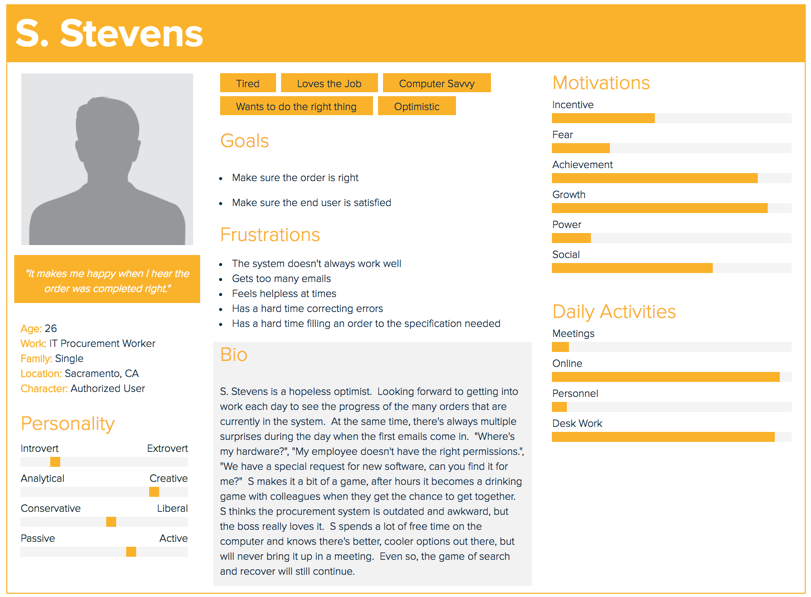 S. Stevens
"It makes me happy when I hear the
order was completed right."
Age: 26
Work: IT Procurement Worker
Family: Single
Location: Sacramento, CA
Character: Authorized User
Personality
Introvert Extrovert
Analytical Creative
Conservative Liberal
Passive Active
Tired Loves the Job Computer Savvy
Wants to do the right thing Optimistic
Goals
• Make sure the order is right
• Make sure the end user is satisfied
Frustrations
• The system doesn't always work well
• Gets too many emails
• Feels helpless at times
• Has a hard time correcting errors
• Has a hard time filling an order to the specification needed
Bio
S. Stevens is a hopeless optimist. Looking forward to getting into
work each day to see the progress of the many orders that are
currently in the system. At the same time, there's always multiple
surprises during the day when the first emails come in. "Where's
my hardware?", "My employee doesn't have the right permissions.",
"We have a special request for new software, can you find it for
me?" S makes it a bit of a game, after hours it becomes a drinking
game with colleagues when they get the chance to get together.
S thinks the procurement system is outdated and awkward, but
the boss really loves it. S spends a lot of free time on the
computer and knows there's better, cooler options out there, but
will never bring it up in a meeting. Even so, the game of search
and recover will still continue.
Motivations
Incentive
Fear
Achievement
Growth
Power
Social
Daily Activities
Meetings
Online
Personnel
Desk Work